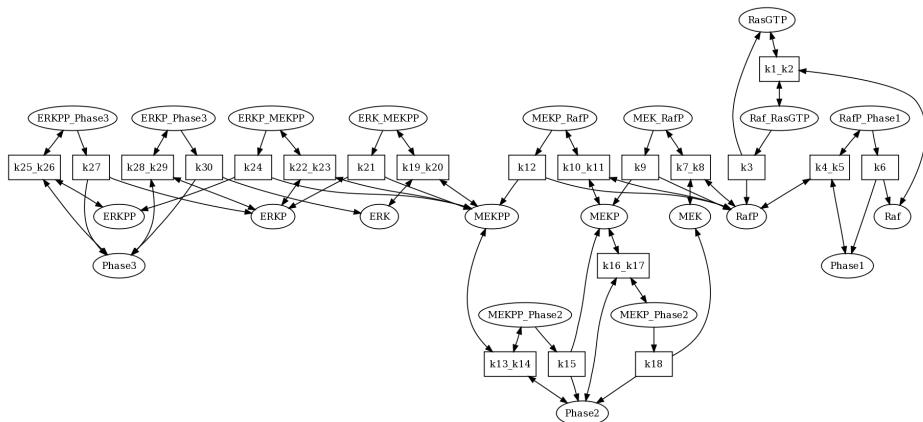 RasGTP
k1_k2
ERKPP_Phase3
ERKP_Phase3
ERKP_MEKPP
ERK_MEKPP
MEKP_RafP
MEK_RafP
Raf_RasGTP
RafP_Phase1
k25_k26
k27
k28_k29
k30
k24
k22_k23
k21
k19_k20
k12
k10_k11
k9
k7_k8
k3
k4_k5
k6
ERKPP
ERKP
ERK
MEKPP
MEKP
MEK
RafP
Raf
Phase3
k16_k17
Phase1
MEKPP_Phase2
MEKP_Phase2
k13_k14
k15
k18
Phase2